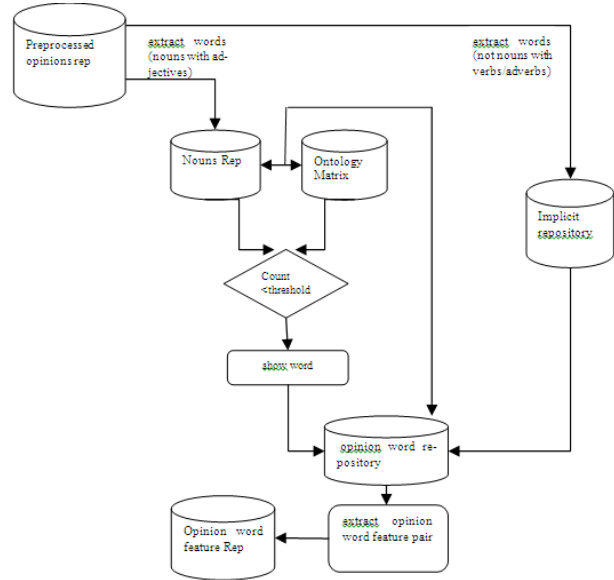 Preprocessed
opinions rep
extract words
(nouns with ad-
jectives)
extract words
(not nouns with
verbs/adverbs)
Nouns Rep
Ontology
Matrix
Implicit
repository
Count
<threshold
show word
opinion word re-
pository
extract opinion
word feature pair
Opinion word
feature Rep